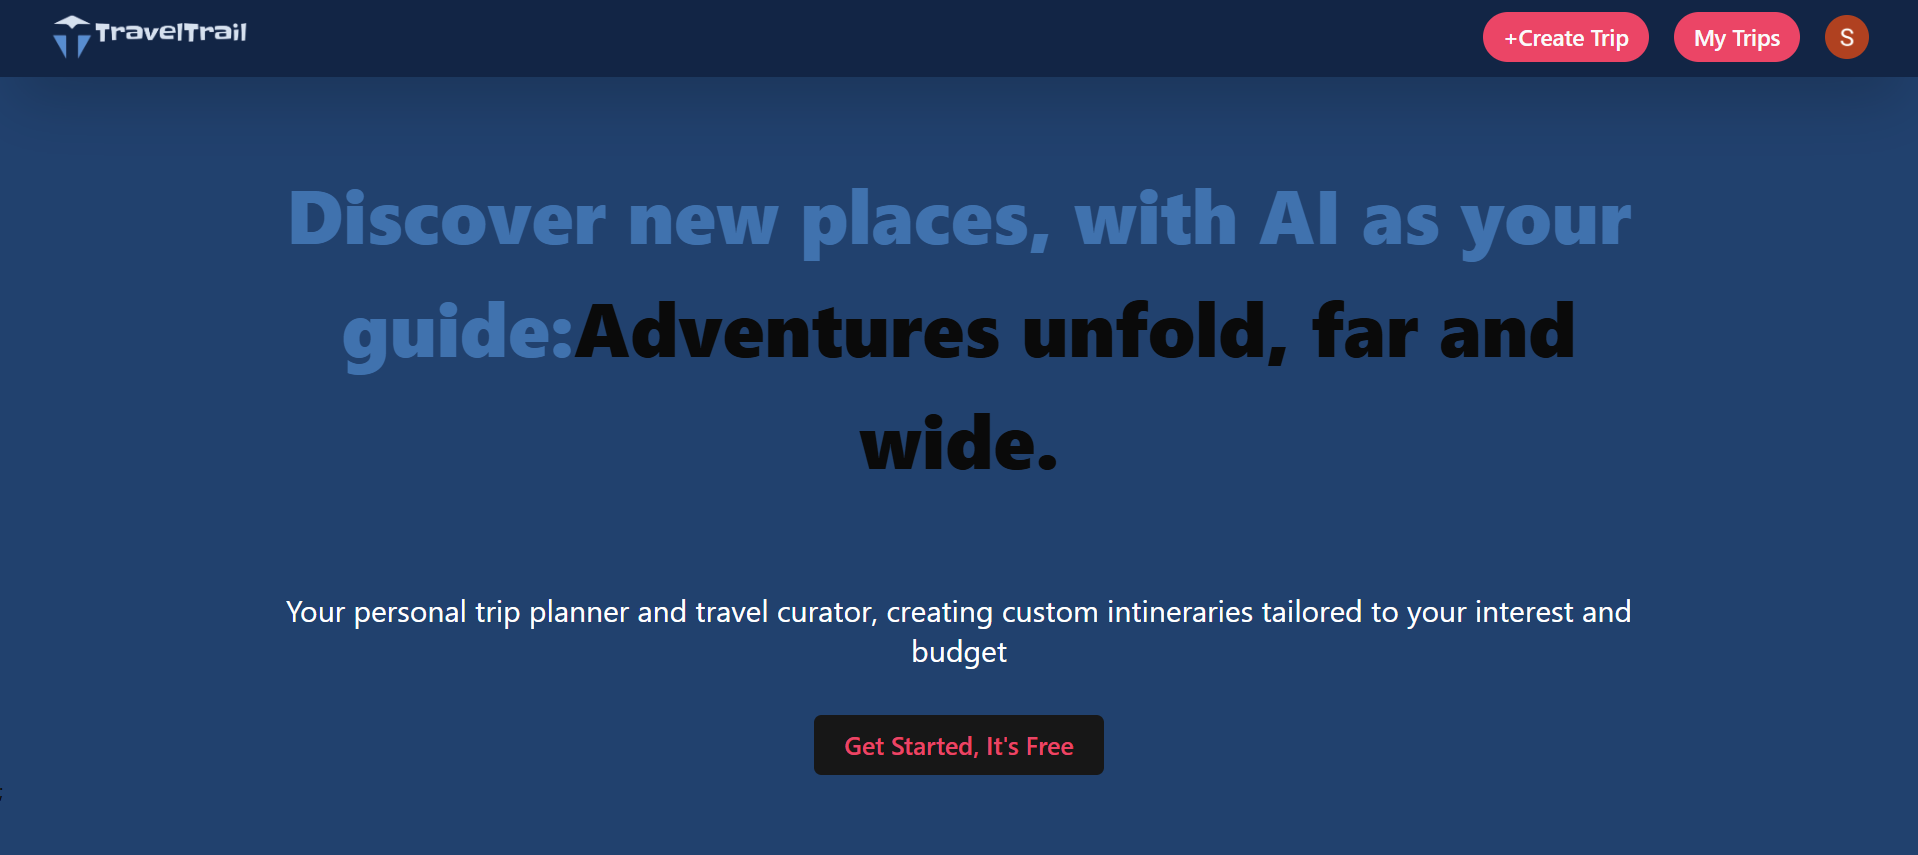 TravelTrail
+Create Trip
My Trips
S
Discover new places, with AI as your
guide:Adventures unfold, far and
wide.
Your personal trip planner and travel curator, creating custom intineraries tailored to your interest and
budget
Get Started, It's Free
;